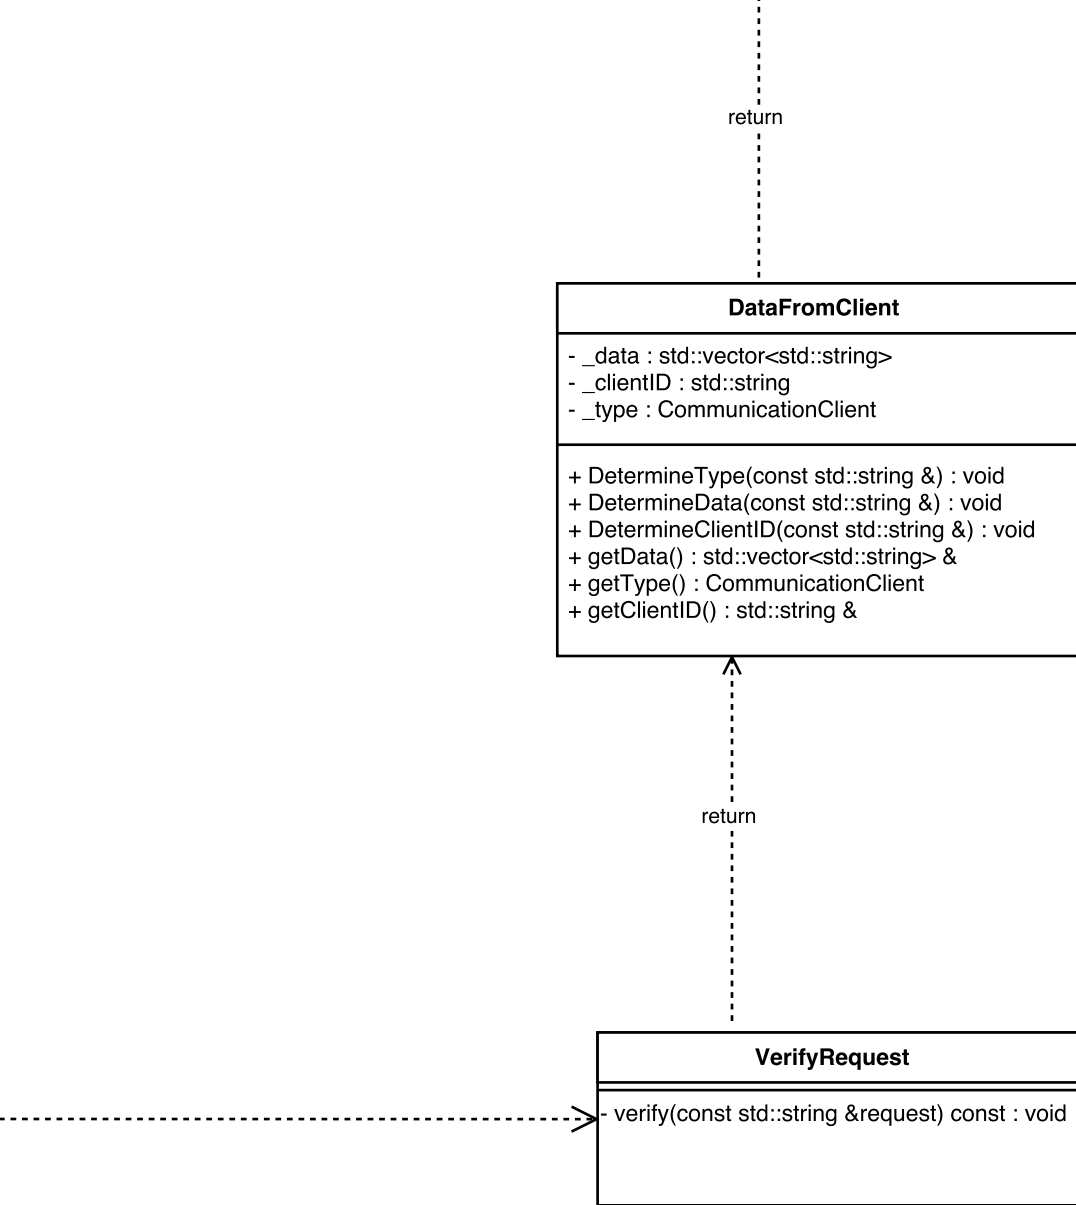 return
DataFromClient
- _data : std::vector<std::string>
- _clientID : std::string
- _type : CommunicationClient
+ DetermineType(const std::string &) : void
+ DetermineData(const std::string &) : void
+ DetermineClientID(const std::string &) : void
+ getData() : std::vector<std::string> &
+ getType() : CommunicationClient
+ getClientID() : std::string &
return
VerifyRequest
- verify(const std::string &request) const : void